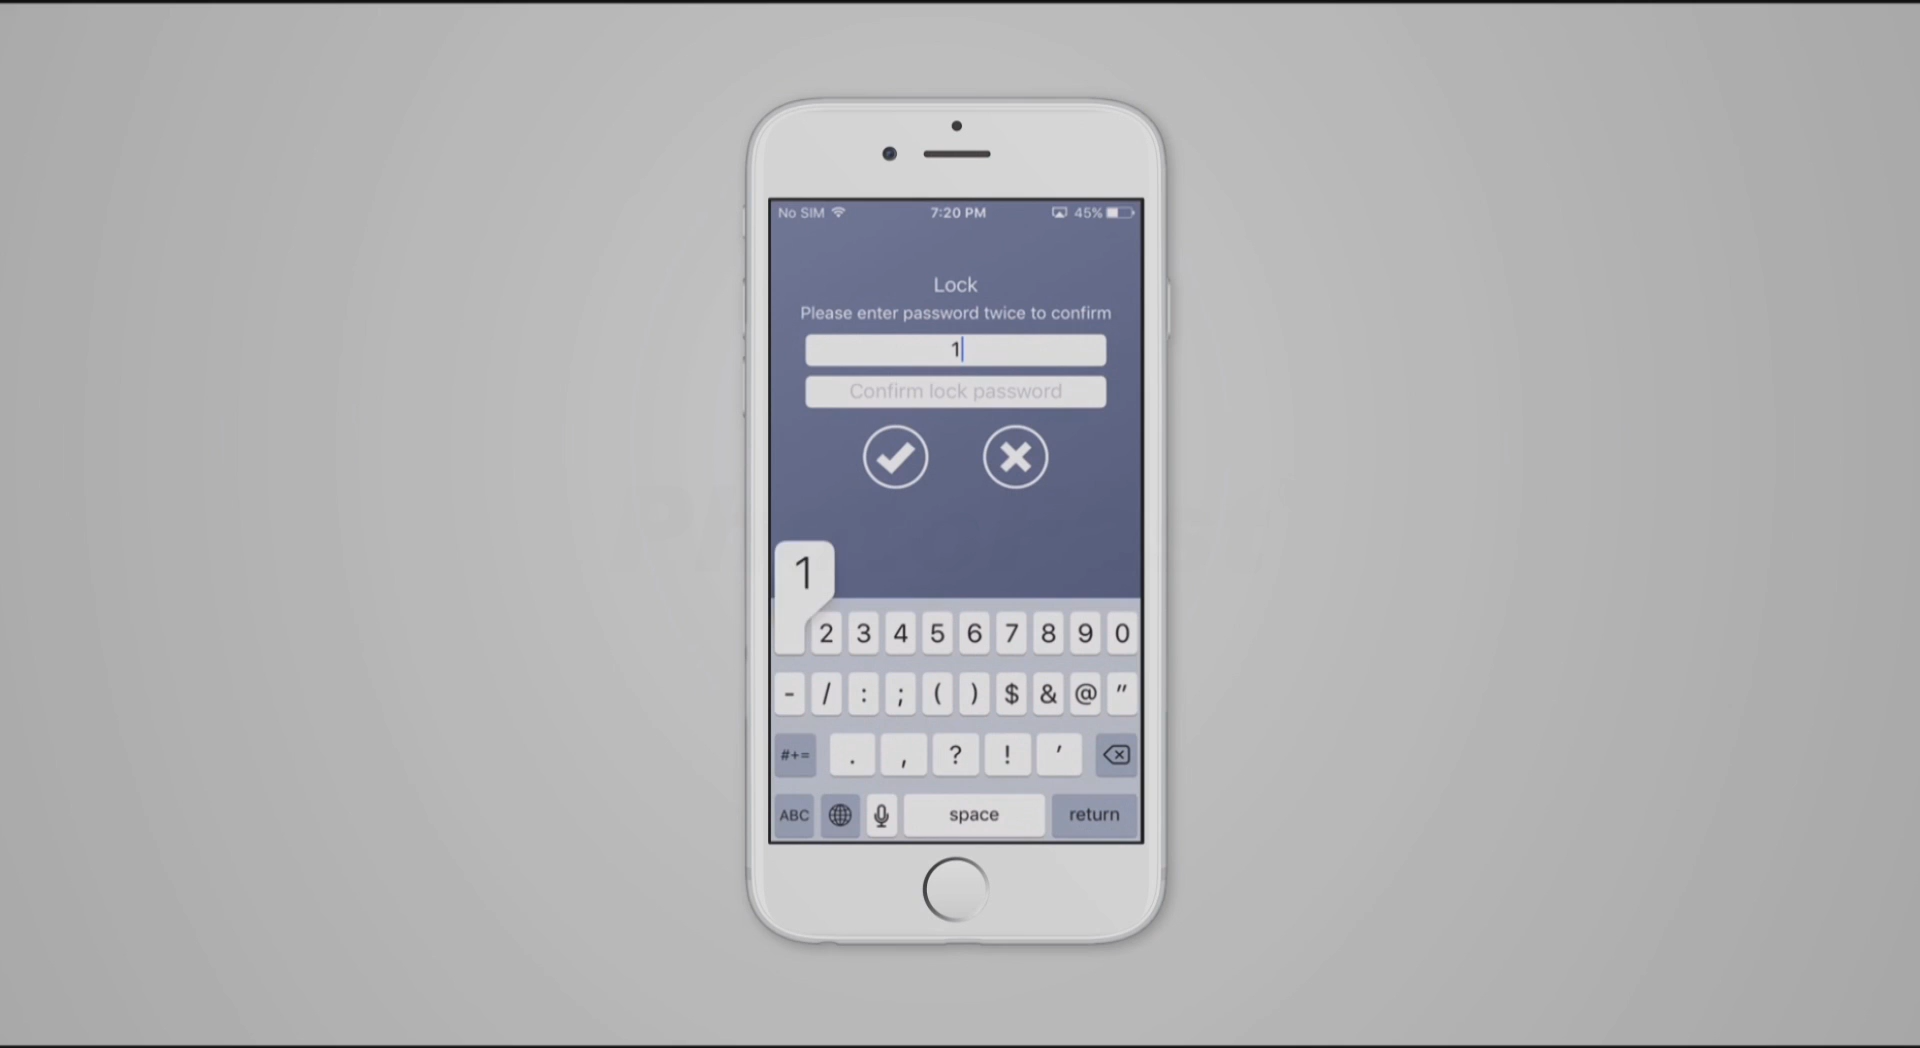 No SIM 7:20 PM 45%
Lock
Please enter password twice to confirm
1
Confirm lock password
1
2 3 4 5 6 7 8 9 0
- / : ; ( ) $ & @ "
#+= . , ? ! ' 
ABC space return